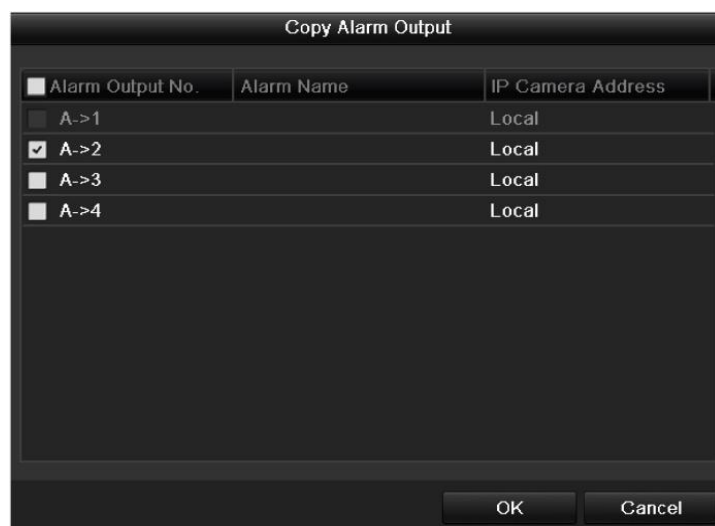 Copy Alarm Output
Alarm Output No. Alarm Name IP Camera Address
A->1 Local
A->2 Local
A->3 Local
A->4 Local
OK Cancel